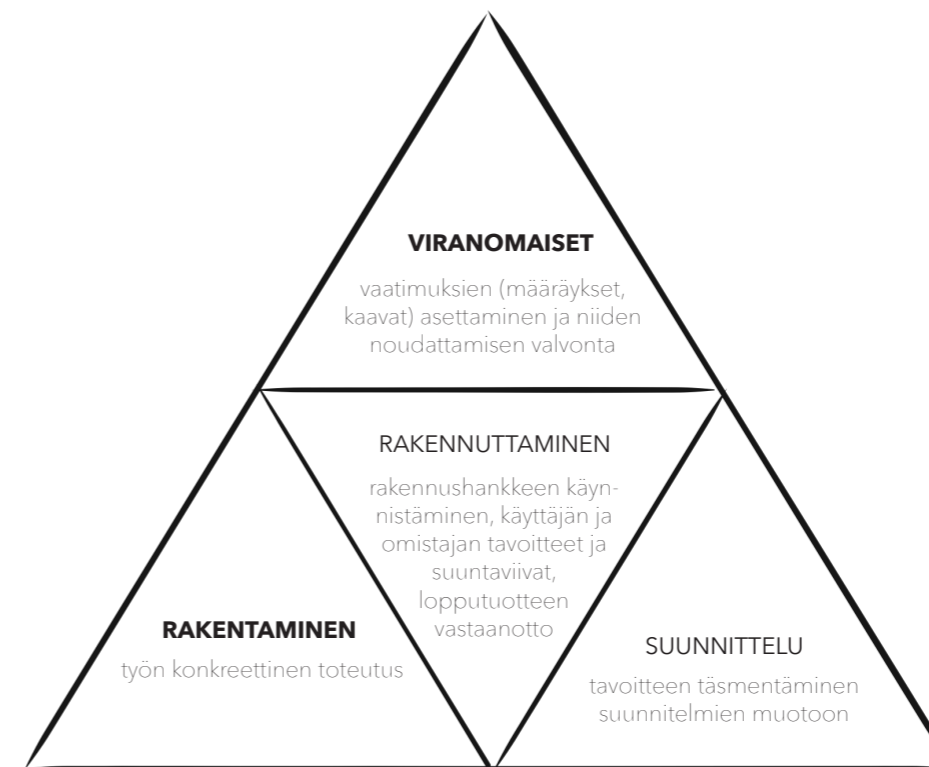 VIRANOMAISET
vaatimuksien (määräykset,
kaavat) asettaminen ja niiden
noudattamisen valvonta
RAKENNUTTAMINEN
rakennushankkeen käyn-
nistäminen, käyttäjän ja
omistajan tavoitteet ja
suuntaviivat,
lopputuotteen
vastaanotto
RAKENTAMINEN
työn konkreettinen toteutus
SUUNNITTELU
tavoitteen täsmentäminen
suunnitelmien muotoon